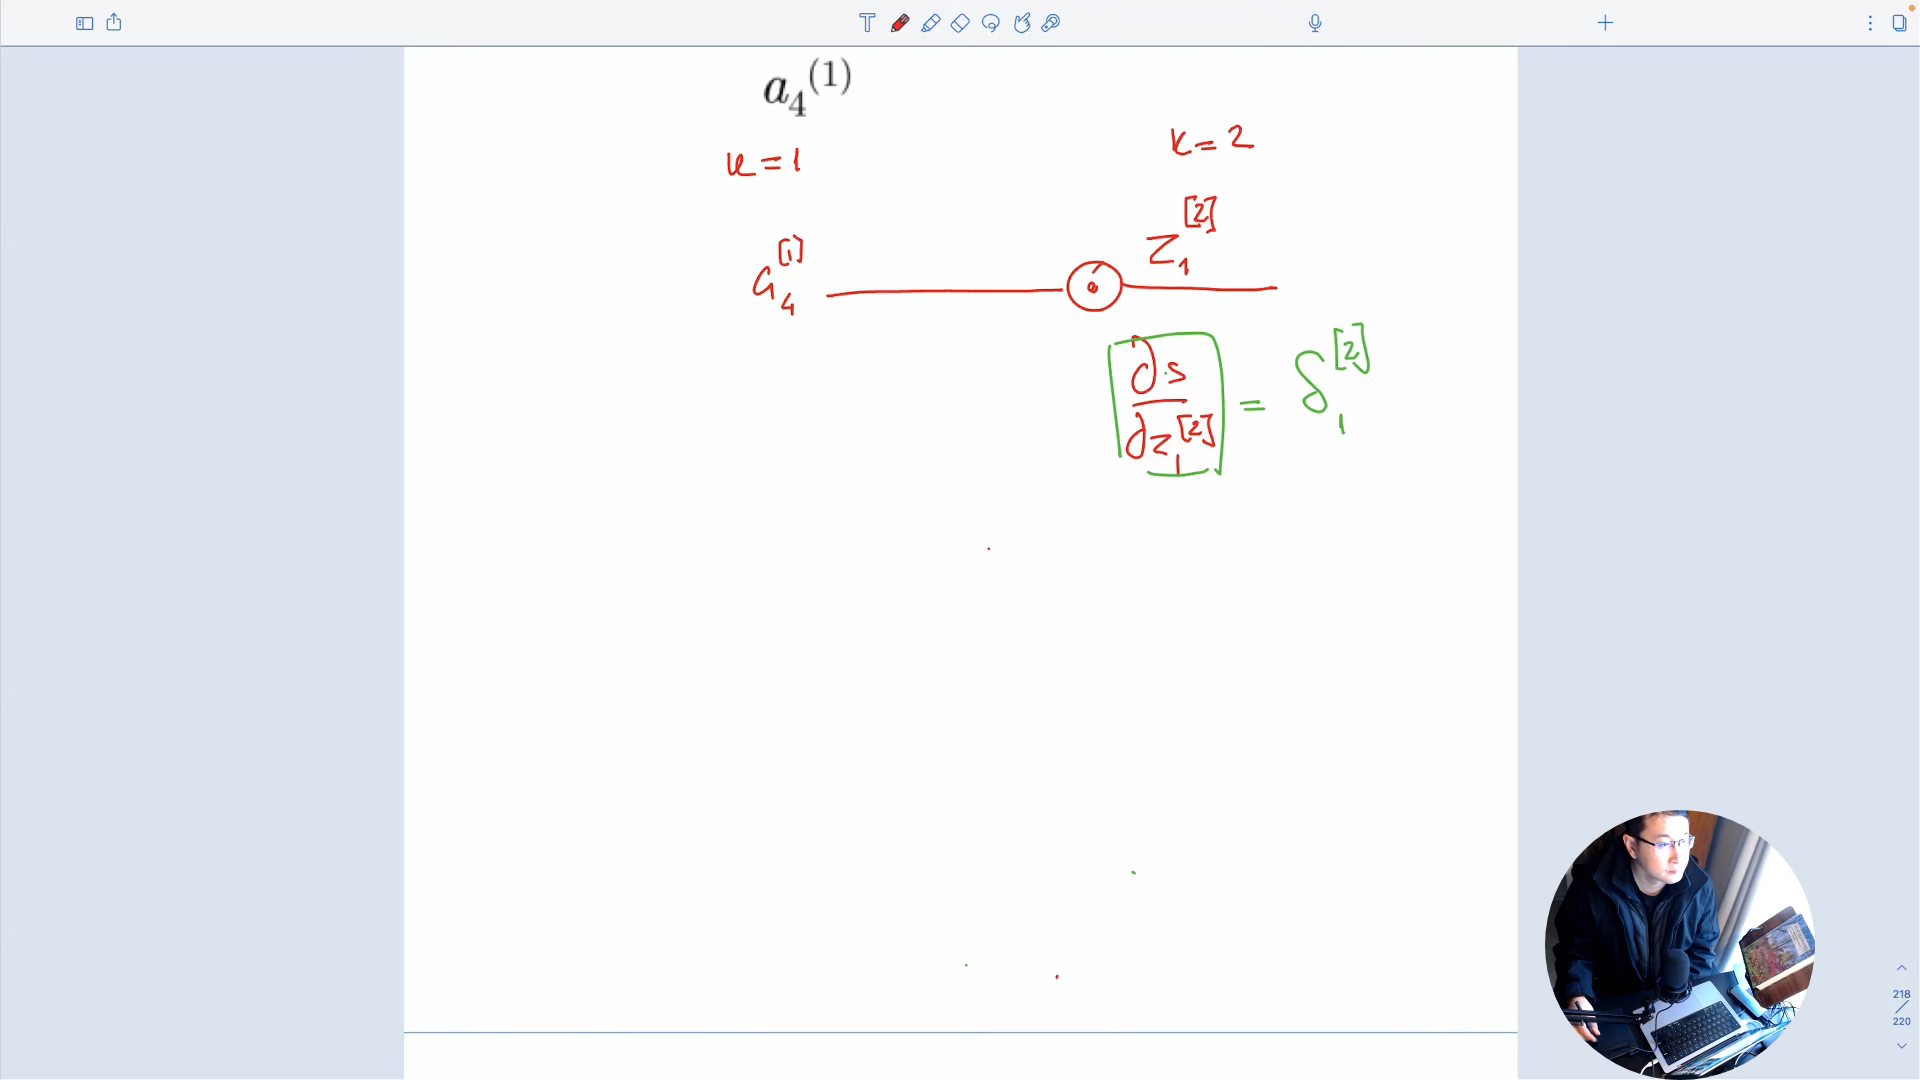 a₄⁽¹⁾
k=1
k=2
a₄^[1]
z₁^[2]
∂s/∂z₁^[2] = δ₁^[2]
218
220